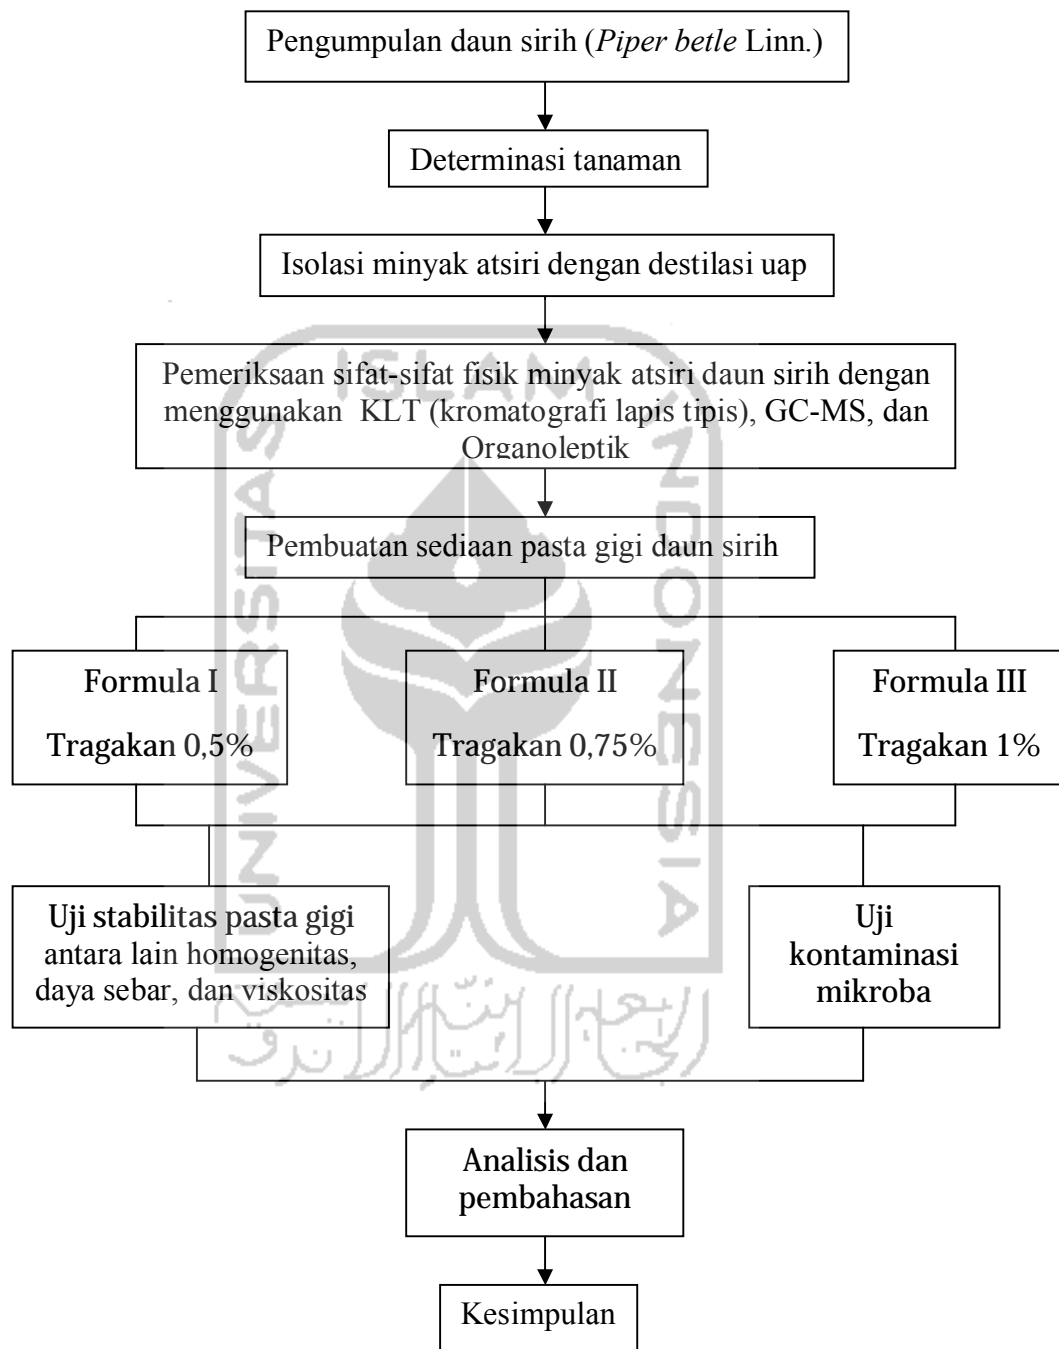 Pengumpulan daun sirih (Piper betle Linn.)
Determinasi tanaman
Isolasi minyak atsiri dengan destilasi uap
Pemeriksaan sifat-sifat fisik minyak atsiri daun sirih dengan
menggunakan KLT (kromatografi lapis tipis), GC-MS, dan
Organoleptik
Pembuatan sediaan pasta gigi daun sirih
Formula I
Tragakan 0,5%
Formula II
Tragakan 0,75%
Formula III
Tragakan 1%
Uji stabilitas pasta gigi
antara lain homogenitas,
daya sebar, dan viskositas
Uji
kontaminasi
mikroba
Analisis dan
pembahasan
Kesimpulan
UNIVERSITAS
ISLAM
INDONESIA